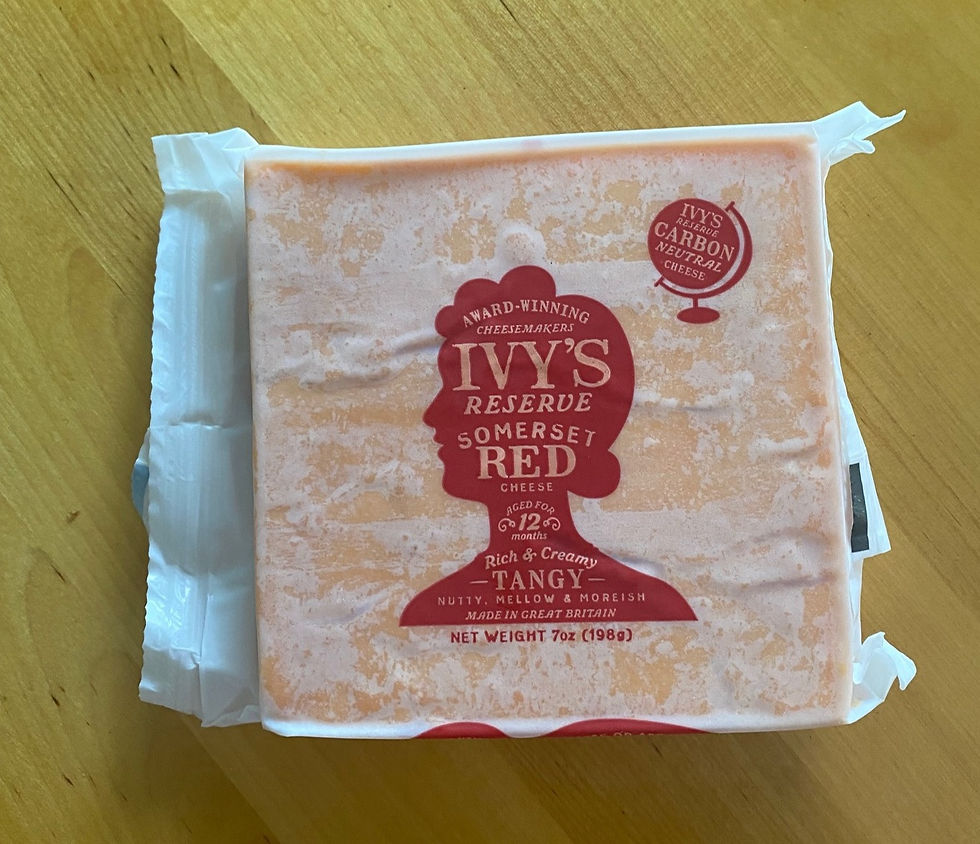 IVY'S
RESERVE
CARBON
NEUTRAL
CHEESE
AWARD-WINNING
CHEESEMAKERS
IVY'S
RESERVE
SOMERSET
RED
CHEESE
AGED FOR
12
months
Rich & Creamy
TANGY
NUTTY, MELLOW & MOREISH
MADE IN GREAT BRITAIN
NET WEIGHT 7oz (198g)